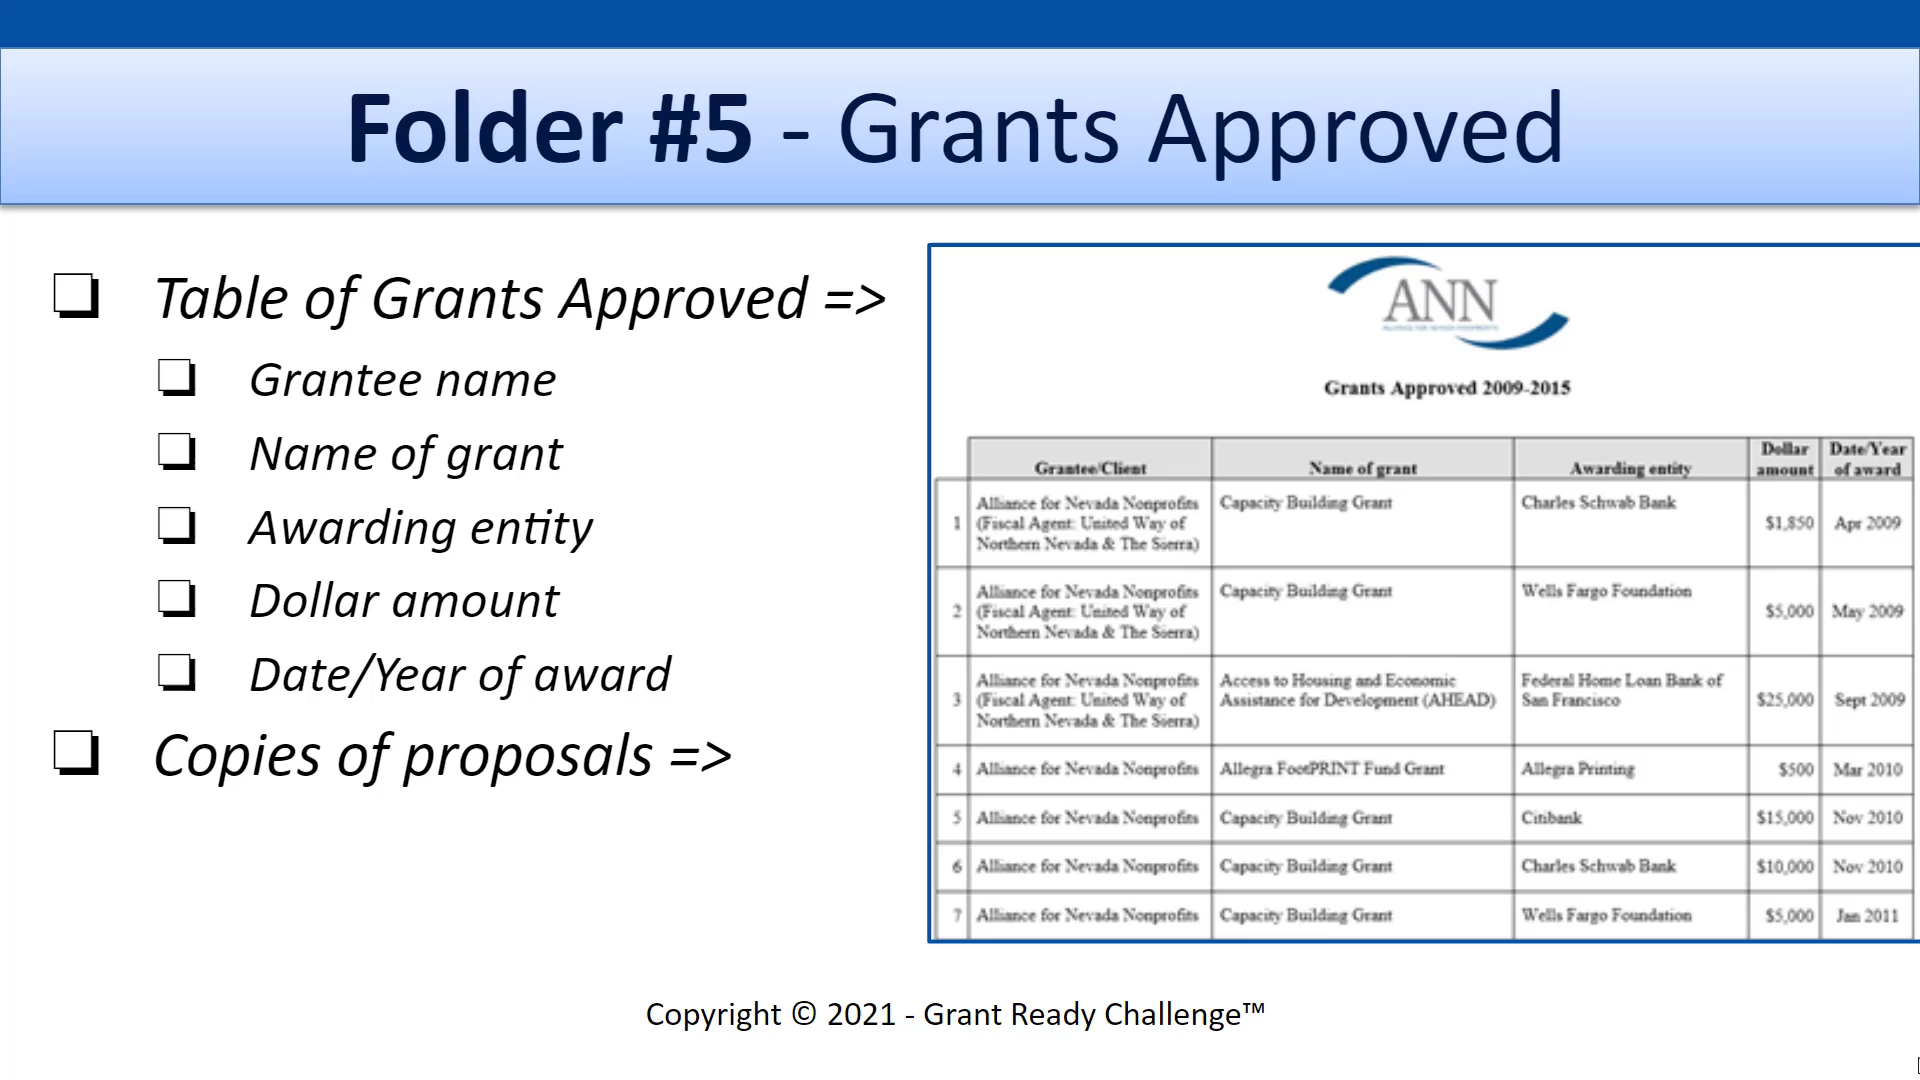 Folder #5 - Grants Approved
❏ Table of Grants Approved =>
❏ Grantee name
❏ Name of grant
❏ Awarding entity
❏ Dollar amount
❏ Date/Year of award
❏ Copies of proposals =>
ANN
ALLIANCE FOR NEVADA NONPROFITS
Grants Approved 2009-2015
Grantee/Client Name of grant Awarding entity Dollar amount Date/Year of award
1 Alliance for Nevada Nonprofits (Fiscal Agent: United Way of Northern Nevada & The Sierra) Capacity Building Grant Charles Schwab Bank $1,850 Apr 2009
2 Alliance for Nevada Nonprofits (Fiscal Agent: United Way of Northern Nevada & The Sierra) Capacity Building Grant Wells Fargo Foundation $5,000 May 2009
3 Alliance for Nevada Nonprofits (Fiscal Agent: United Way of Northern Nevada & The Sierra) Access to Housing and Economic Assistance for Development (AHEAD) Federal Home Loan Bank of San Francisco $25,000 Sept 2009
4 Alliance for Nevada Nonprofits Allegra FootPRINT Fund Grant Allegra Printing $500 Mar 2010
5 Alliance for Nevada Nonprofits Capacity Building Grant Citibank $15,000 Nov 2010
6 Alliance for Nevada Nonprofits Capacity Building Grant Charles Schwab Bank $10,000 Nov 2010
7 Alliance for Nevada Nonprofits Capacity Building Grant Wells Fargo Foundation $5,000 Jan 2011
Copyright © 2021 - Grant Ready Challenge™